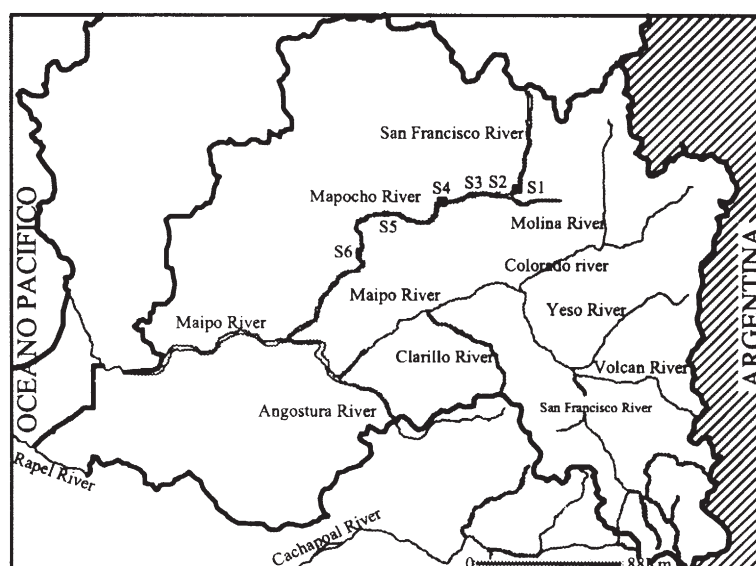 San Francisco River
Mapocho River
S4
S3
S2
S1
S5
Molina River
S6
Colorado river
Maipo River
Yeso River
Maipo River
Clarillo River
Volcan River
Angostura River
San Francisco River
Rapel River
Cachapoal River
OCEANO PACIFICO
ARGENTINA
0
88Km